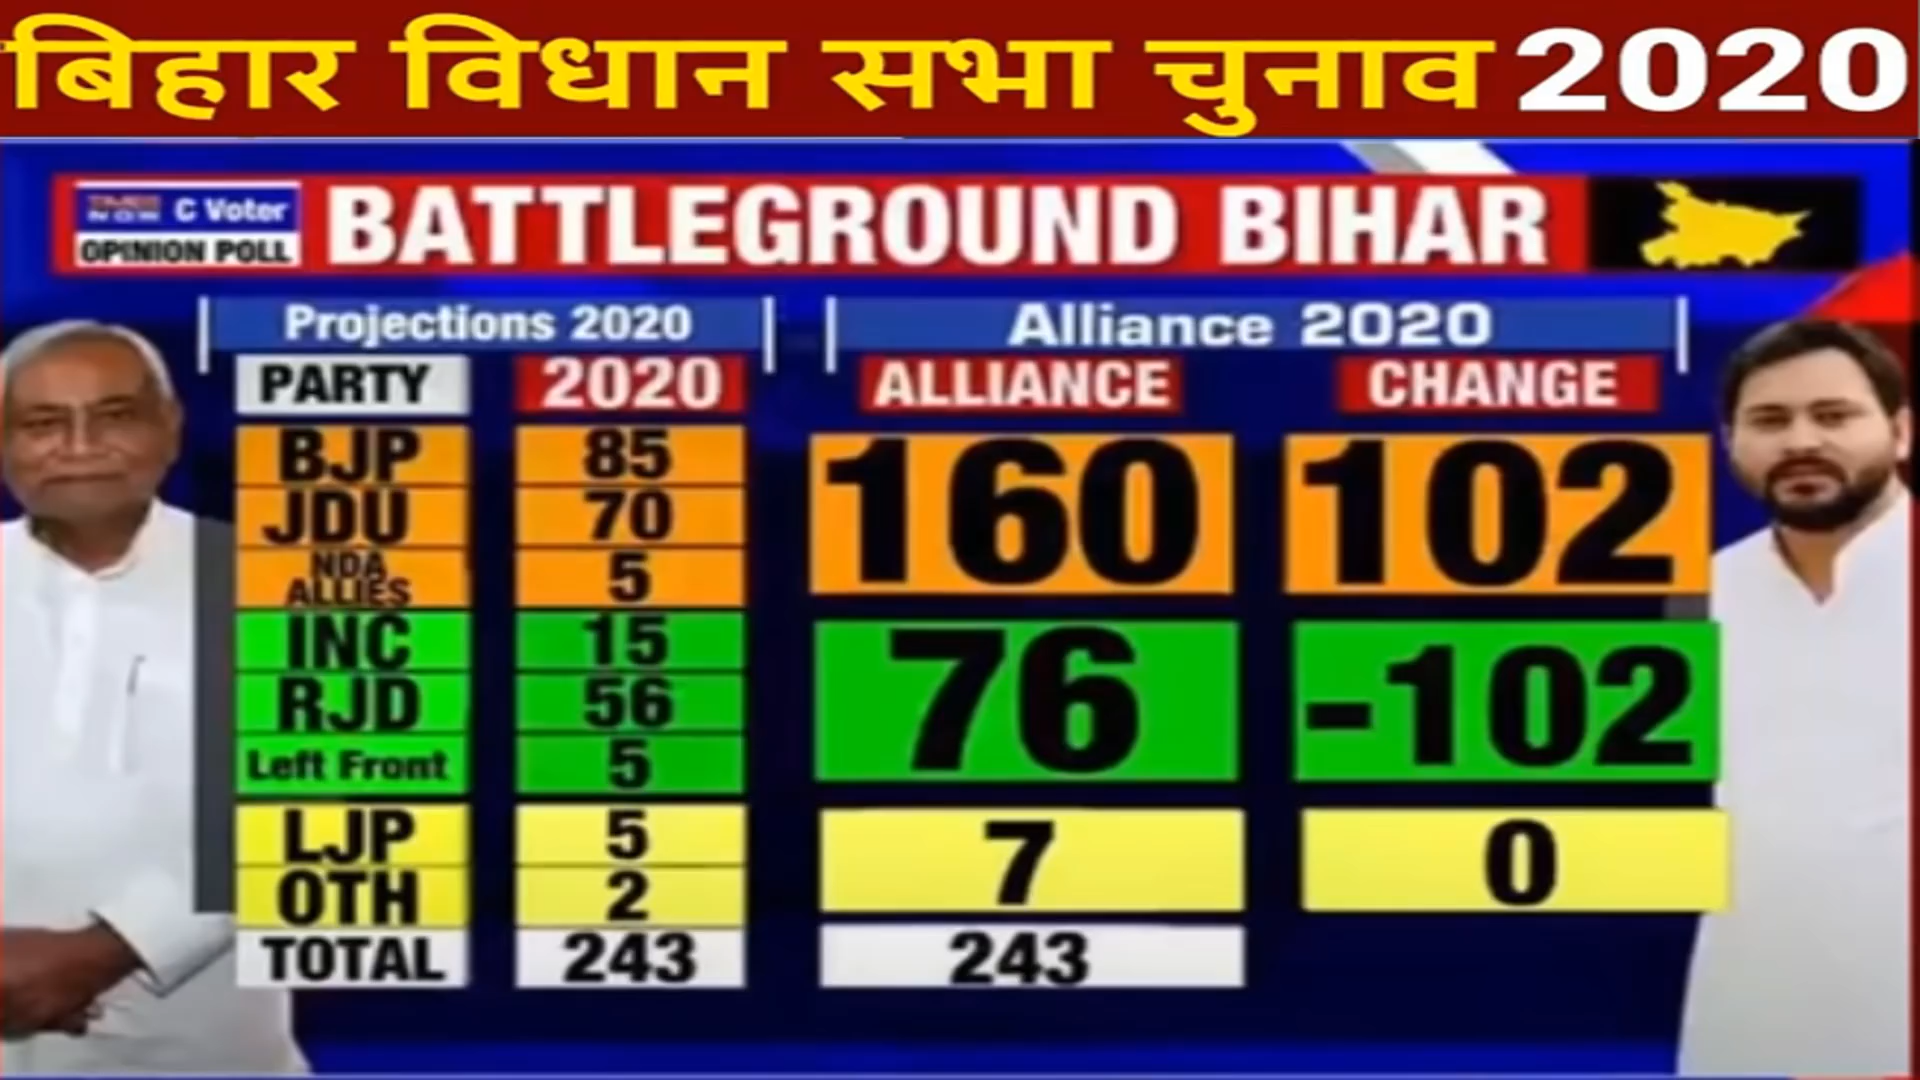 बिहार विधान सभा चुनाव 2020
TIMES NOW C Voter
OPINION POLL
BATTLEGROUND BIHAR
Projections 2020
Alliance 2020
PARTY 2020
ALLIANCE CHANGE
BJP 85
JDU 70
NDA ALLIES 5
160 102
INC 15
RJD 56
Left Front 5
76 -102
LJP 5
OTH 2
7 0
TOTAL 243
243